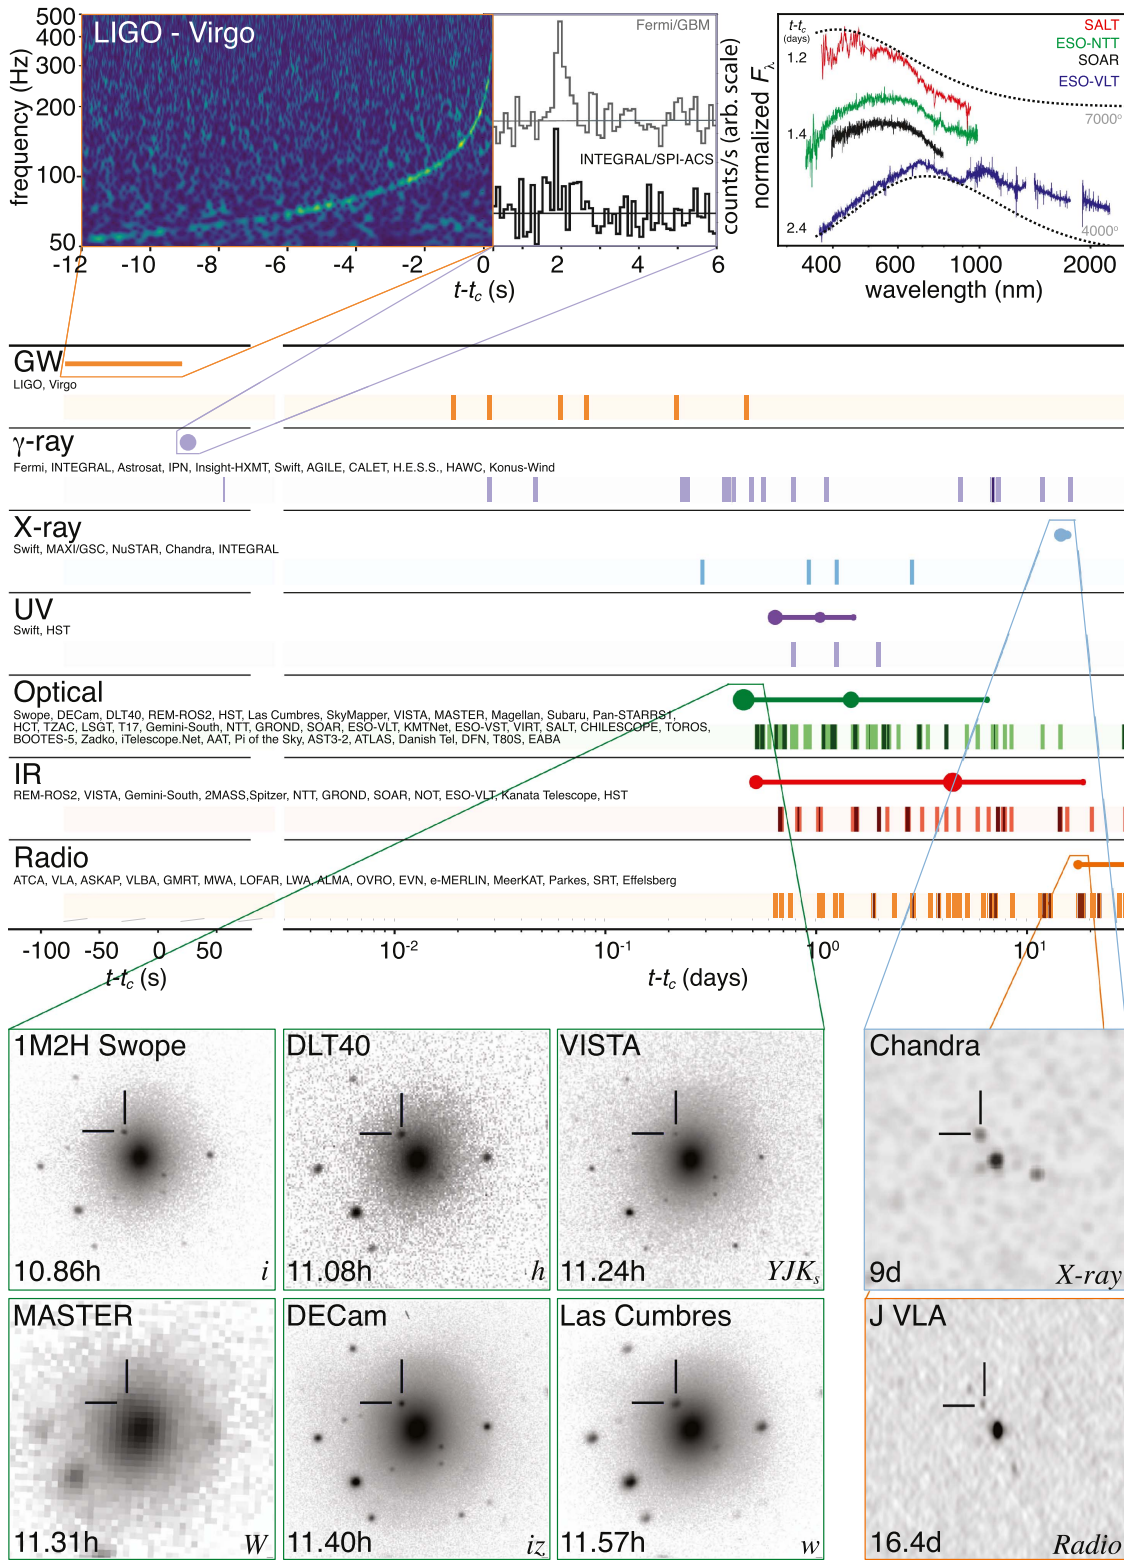 500
400
300
200
100
50
frequency (Hz)
LIGO - Virgo
-12 -10 -8 -6 -4 -2 0 2 4 6
t-tc (s)
Fermi/GBM
INTEGRAL/SPI-ACS
counts/s (arb. scale)
normalized Fλ
t-tc
(days)
1.2
1.4
2.4
SALT
ESO-NTT
SOAR
ESO-VLT
7000°
4000°
400 600 1000 2000
wavelength (nm)
GW
LIGO, Virgo
γ-ray
Fermi, INTEGRAL, Astrosat, IPN, Insight-HXMT, Swift, AGILE, CALET, H.E.S.S., HAWC, Konus-Wind
X-ray
Swift, MAXI/GSC, NuSTAR, Chandra, INTEGRAL
UV
Swift, HST
Optical
Swope, DECam, DLT40, REM-ROS2, HST, Las Cumbres, SkyMapper, VISTA, MASTER, Magellan, Subaru, Pan-STARRS1,
HCT, TZAC, LSGT, T17, Gemini-South, NTT, GROND, SOAR, ESO-VLT, KMTNet, ESO-VST, VIRT, SALT, CHILESCOPE, TOROS,
BOOTES-5, Zadko, iTelescope.Net, AAT, Pi of the Sky, AST3-2, ATLAS, Danish Tel, DFN, T80S, EABA
IR
REM-ROS2, VISTA, Gemini-South, 2MASS,Spitzer, NTT, GROND, SOAR, NOT, ESO-VLT, Kanata Telescope, HST
Radio
ATCA, VLA, ASKAP, VLBA, GMRT, MWA, LOFAR, LWA, ALMA, OVRO, EVN, e-MERLIN, MeerKAT, Parkes, SRT, Effelsberg
-100 -50 0 50 10-2 10-1 100 101
t-tc (s) t-tc (days)
1M2H Swope
10.86h i
DLT40
11.08h h
VISTA
11.24h YJKs
Chandra
9d X-ray
MASTER
11.31h W
DECam
11.40h iz
Las Cumbres
11.57h w
J VLA
16.4d Radio